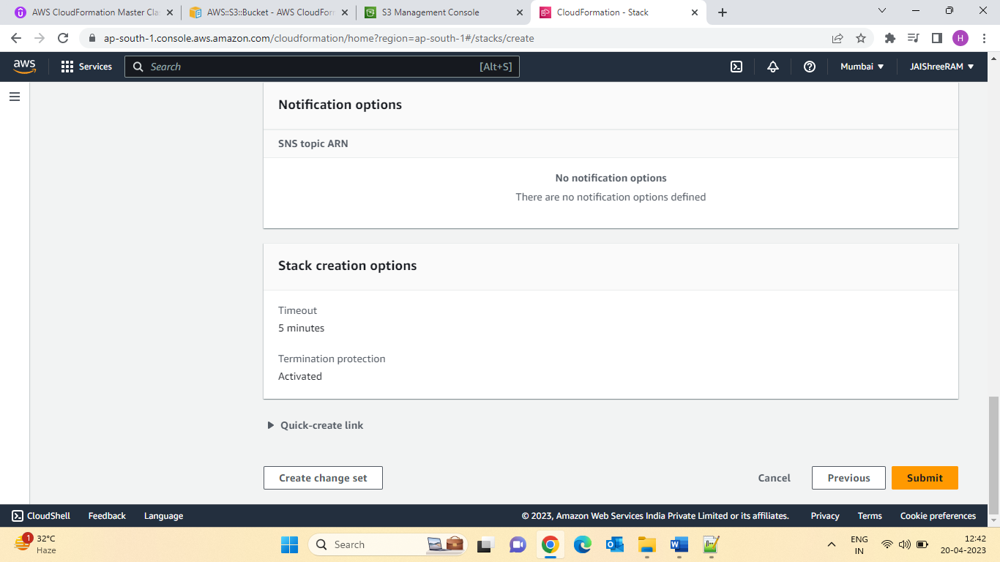 AWS CloudFormation Master Cla
AWS::S3::Bucket - AWS CloudForm
S3 Management Console
CloudFormation - Stack
ap-south-1.console.aws.amazon.com/cloudformation/home?region=ap-south-1#/stacks/create
H
aws
Services
Search
[Alt+S]
Mumbai
JAIShreeRAM
Notification options
SNS topic ARN
No notification options
There are no notification options defined
Stack creation options
Timeout
5 minutes
Termination protection
Activated
Quick-create link
Create change set
Cancel
Previous
Submit
CloudShell
Feedback
Language
© 2023, Amazon Web Services India Private Limited or its affiliates.
Privacy
Terms
Cookie preferences
1
32°C
Haze
Search
ENG
IN
12:42
20-04-2023